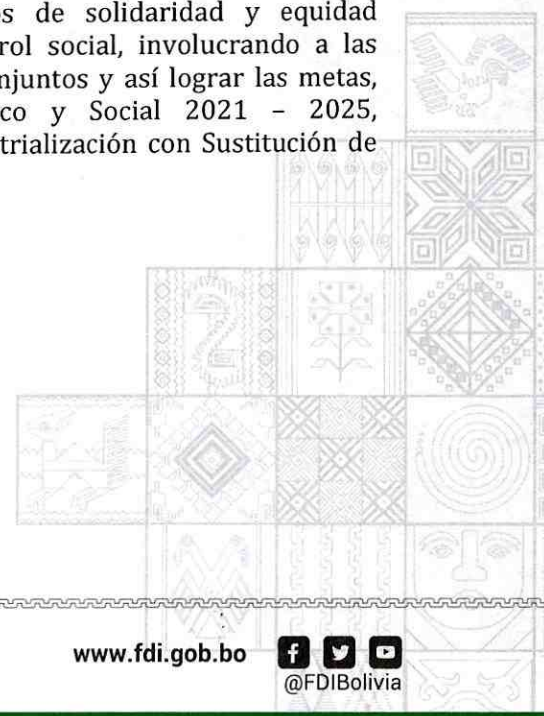 os de solidaridad y equidad
rol social, involucrando a las
njuntos y así lograr las metas,
co y Social 2021 – 2025,
trialización con Sustitución de
www.fdi.gob.bo
@FDIBolivia